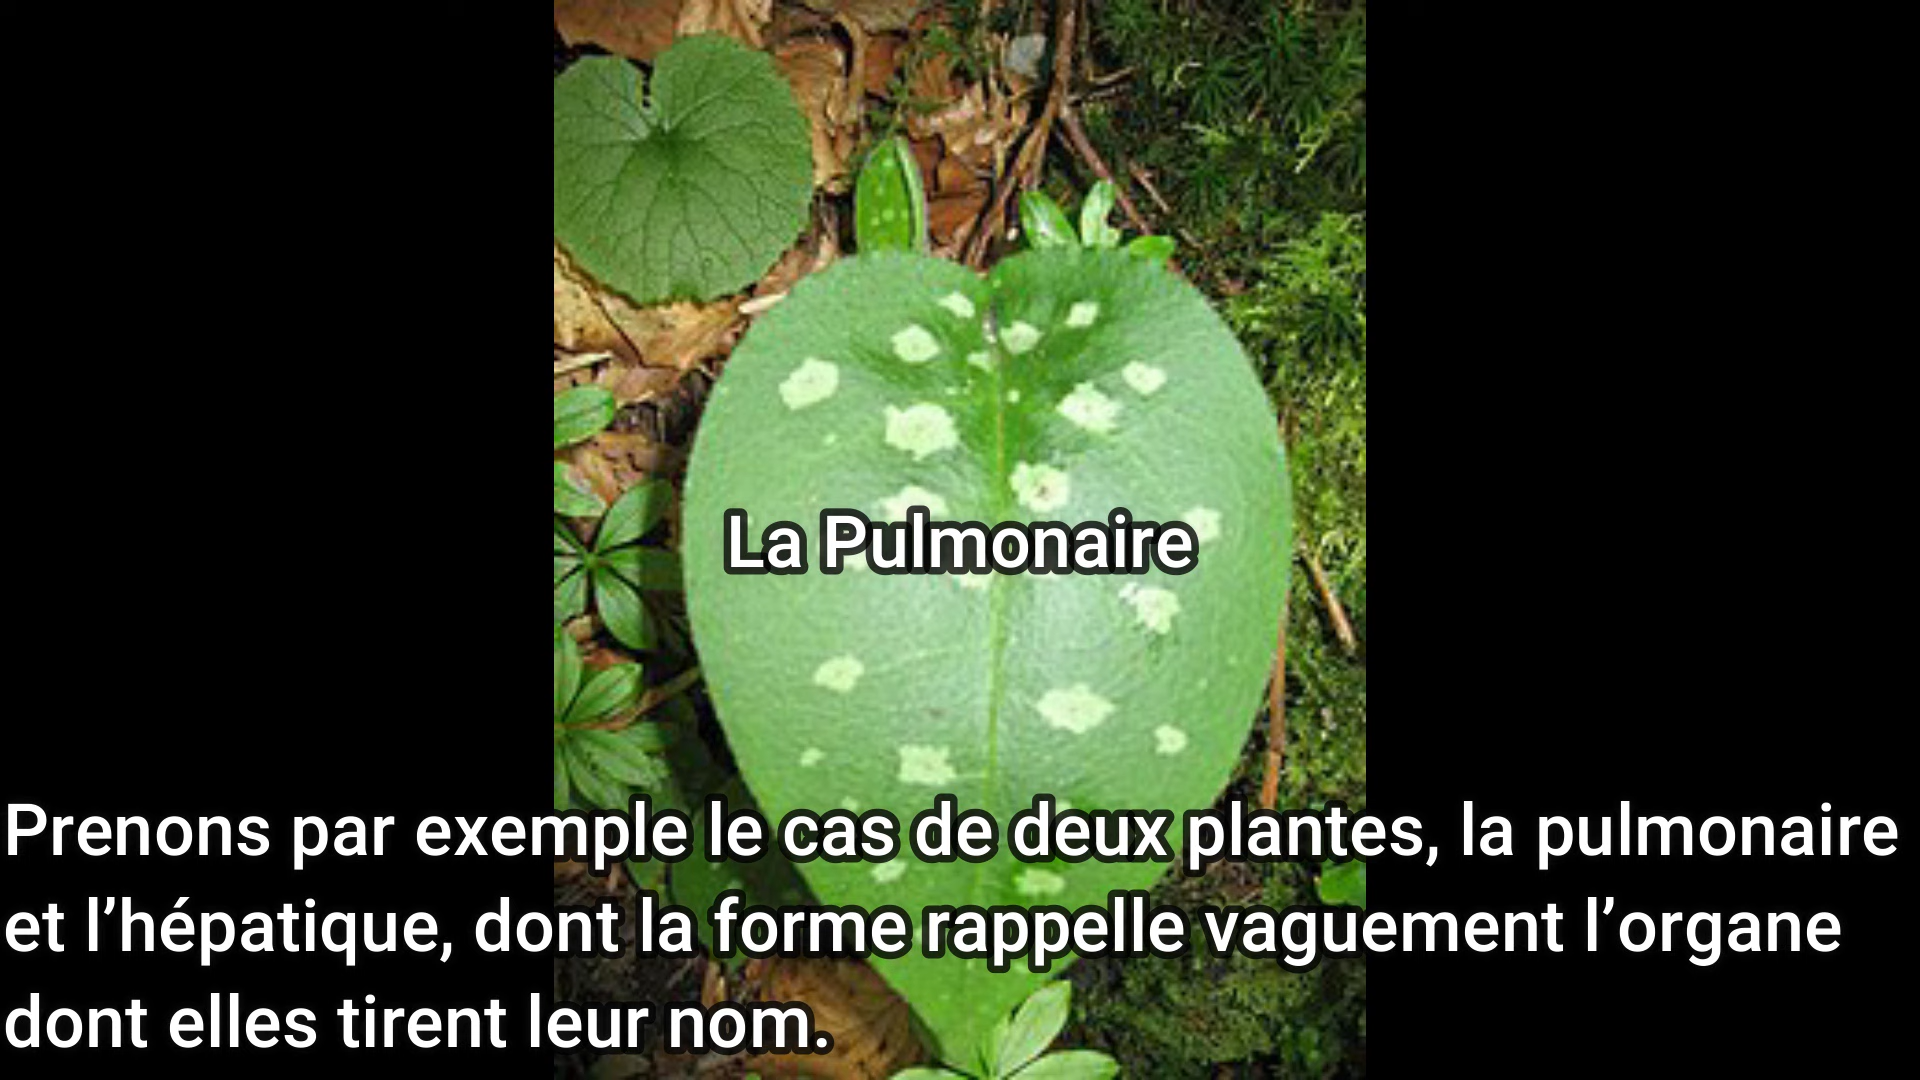 La Pulmonaire
Prenons par exemple le cas de deux plantes, la pulmonaire
et l’hépatique, dont la forme rappelle vaguement l’organe
dont elles tirent leur nom.